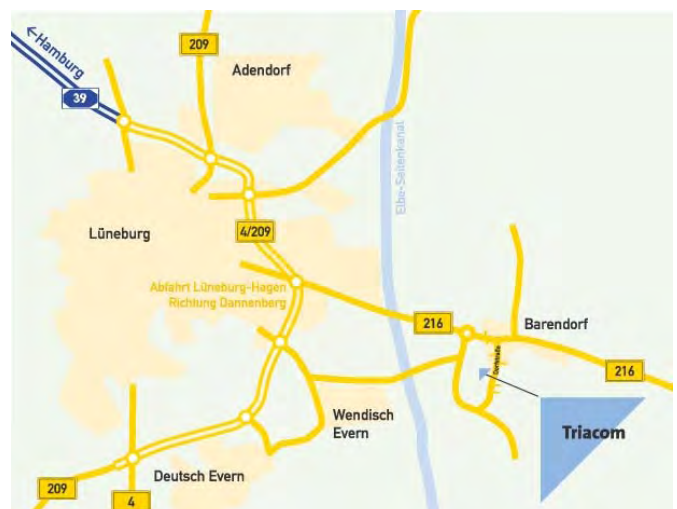 ←Hamburg
209
39
Adendorf
Elbe-Seitenkanal
Lüneburg
4/209
Abfahrt Lüneburg-Hagen
Richtung Dannenberg
216
Barendorf
216
Wendisch
Evern
Triacom
Deutsch Evern
209
4